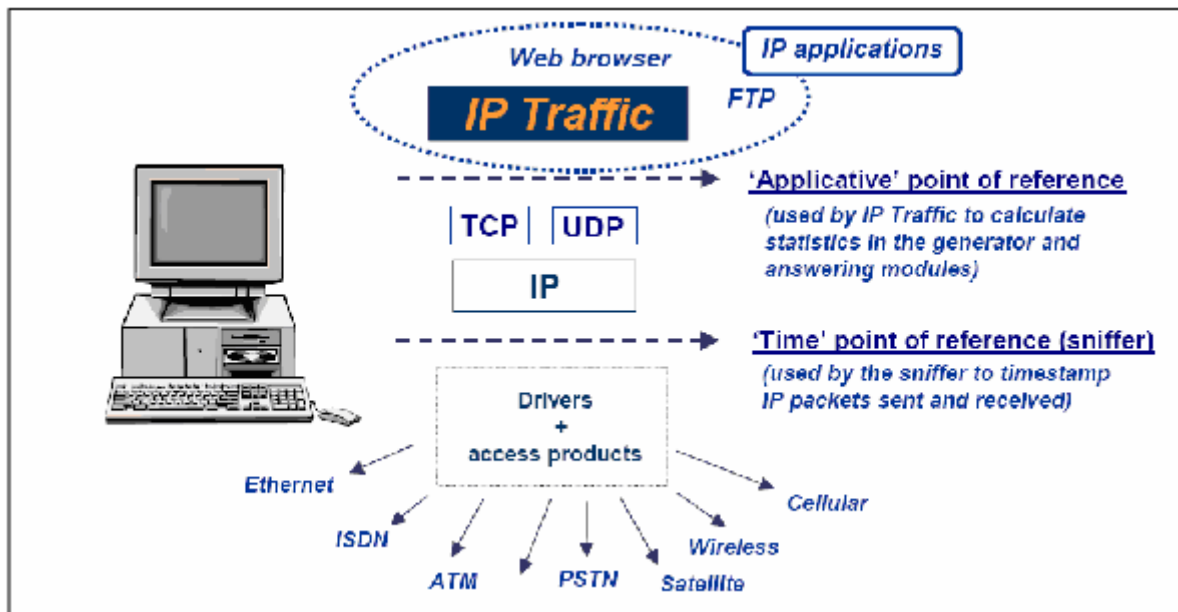 Web browser
IP applications
IP Traffic
FTP
'Applicative' point of reference
(used by IP Traffic to calculate
statistics in the generator and
answering modules)
TCP
UDP
IP
'Time' point of reference (sniffer)
(used by the sniffer to timestamp
IP packets sent and received)
Drivers
+
access products
Ethernet
Cellular
ISDN
Wireless
ATM
PSTN
Satellite